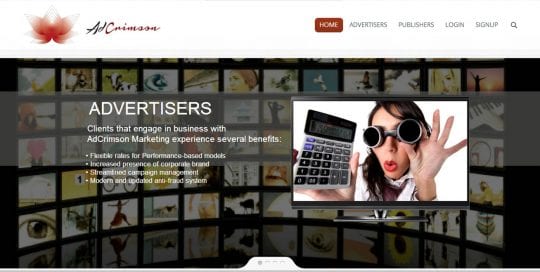 AdCrimson
HOME ADVERTISERS PUBLISHERS LOGIN SIGNUP
ADVERTISERS
Clients that engage in business with
AdCrimson Marketing experience several benefits:
• Flexible rates for Performance-based models
• Increased presence of corporate brand
• Streamlined campaign management
• Modern and updated anti-fraud system